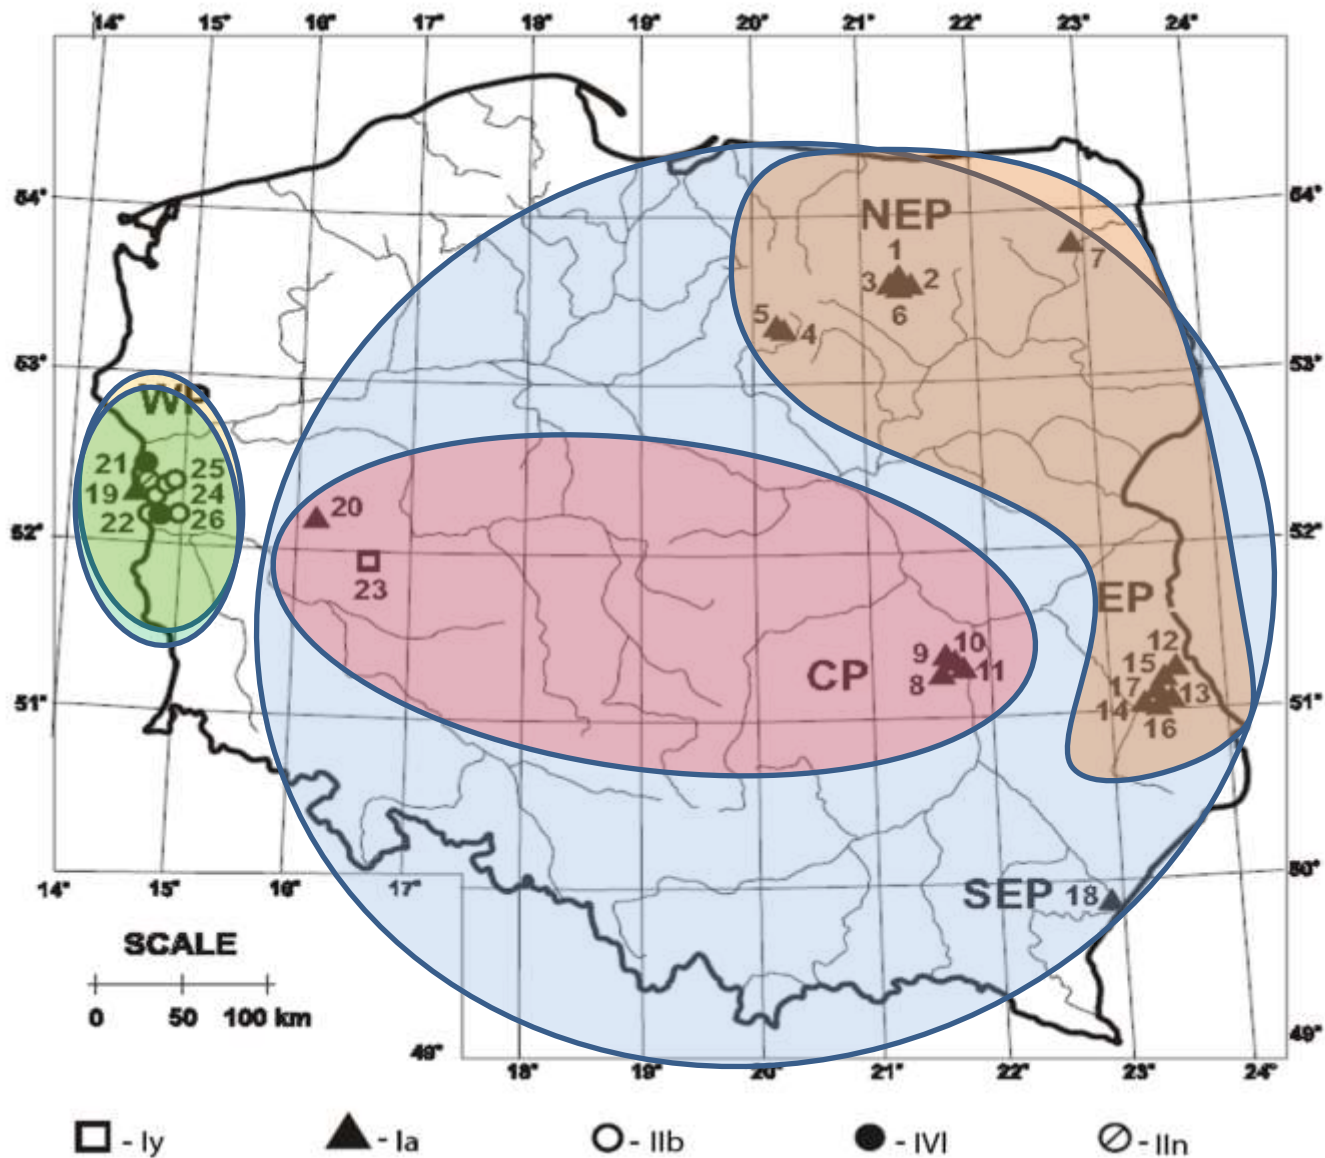 14° 15° 16° 17° 18° 19° 20° 21° 22° 23° 24°
54° 54°
NEP
1
7
3 2
6
5 4
53° 53°
WP
21 25
19 24
22 26
20
52° 52°
23
EP
12
10
9 15
11
CP 17 13
8
14
51° 51°
16
50°
SEP 18
14° 15° 16° 17°
SCALE
0 50 100 km
49° 49°
18° 19° 20° 21° 22° 23° 24°
- Iy - Ia - IIb - IVI - IIn